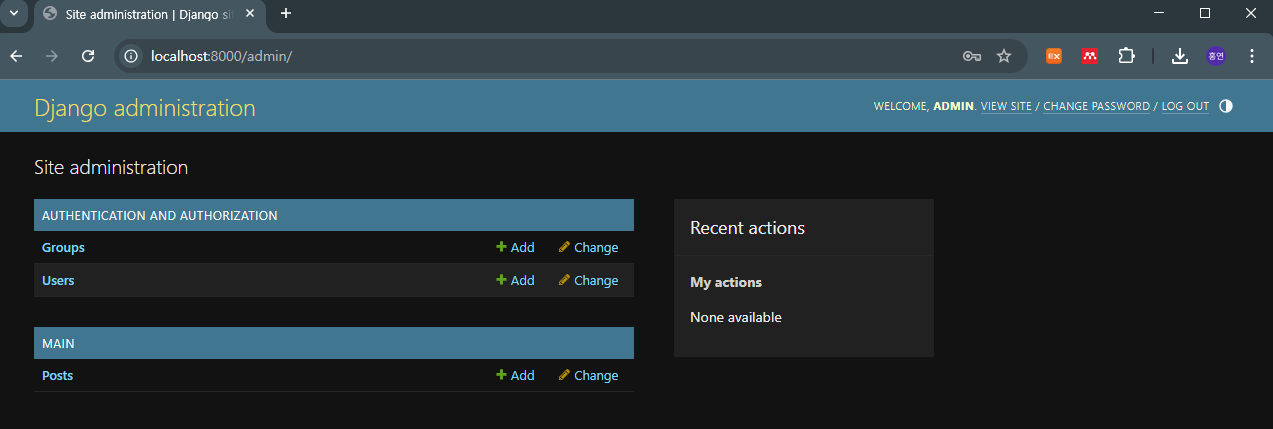 Site administration | Django si
localhost:8000/admin/
홍연
Django administration
WELCOME, ADMIN. VIEW SITE / CHANGE PASSWORD / LOG OUT
Site administration
AUTHENTICATION AND AUTHORIZATION
Groups Add Change
Users Add Change
MAIN
Posts Add Change
Recent actions
My actions
None available